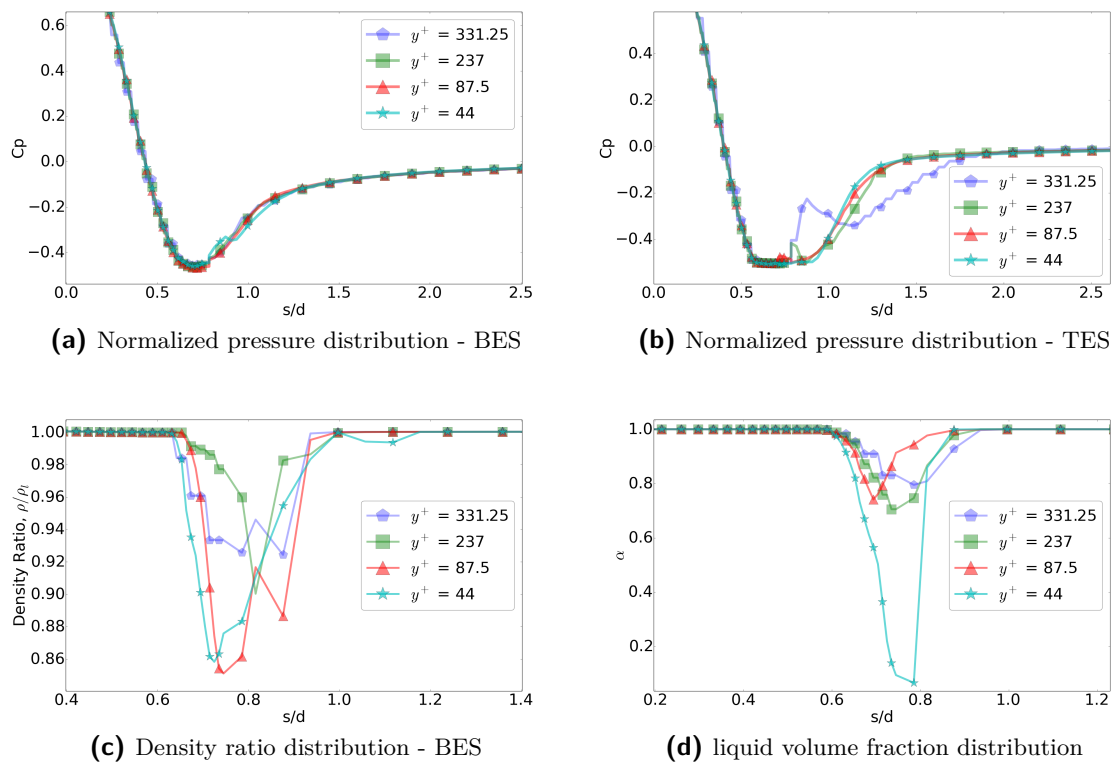 0.6
0.4
0.2
0.0
−0.2
−0.4
Cp
0.0 0.5 1.0 1.5 2.0 2.5
s/d
y+ = 331.25
y+ = 237
y+ = 87.5
y+ = 44
(a) Normalized pressure distribution - BES
0.4
0.2
0.0
−0.2
−0.4
Cp
0.0 0.5 1.0 1.5 2.0 2.5
s/d
y+ = 331.25
y+ = 237
y+ = 87.5
y+ = 44
(b) Normalized pressure distribution - TES
1.00
0.98
0.96
0.94
0.92
0.90
0.88
0.86
Density Ratio, ρ/ρl
0.4 0.6 0.8 1.0 1.2 1.4
s/d
y+ = 331.25
y+ = 237
y+ = 87.5
y+ = 44
(c) Density ratio distribution - BES
1.0
0.8
0.6
0.4
0.2
α
0.2 0.4 0.6 0.8 1.0 1.2
s/d
y+ = 331.25
y+ = 237
y+ = 87.5
y+ = 44
(d) liquid volume fraction distribution